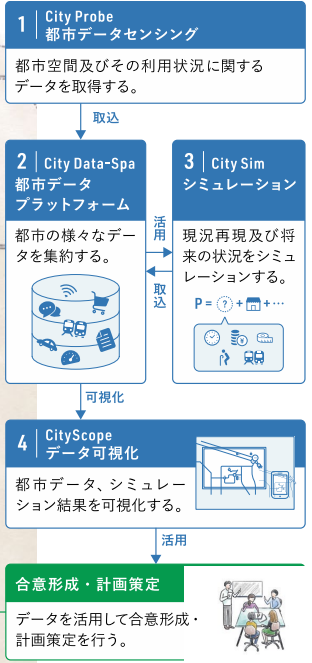 1 City Probe
都市データセンシング
都市空間及びその利用状況に関する
データを取得する。
取込
2 City Data-Spa
都市データ
プラットフォーム
都市の様々なデー
タを集約する。
活用
取込
3 City Sim
シミュレーション
現況再現及び将
来の状況をシミュ
レーションする。
P = ? + + …
¥
可視化
4 CityScope
データ可視化
都市データ、シミュレー
ション結果を可視化する。
活用
合意形成・計画策定
データを活用して合意形成・
計画策定を行う。